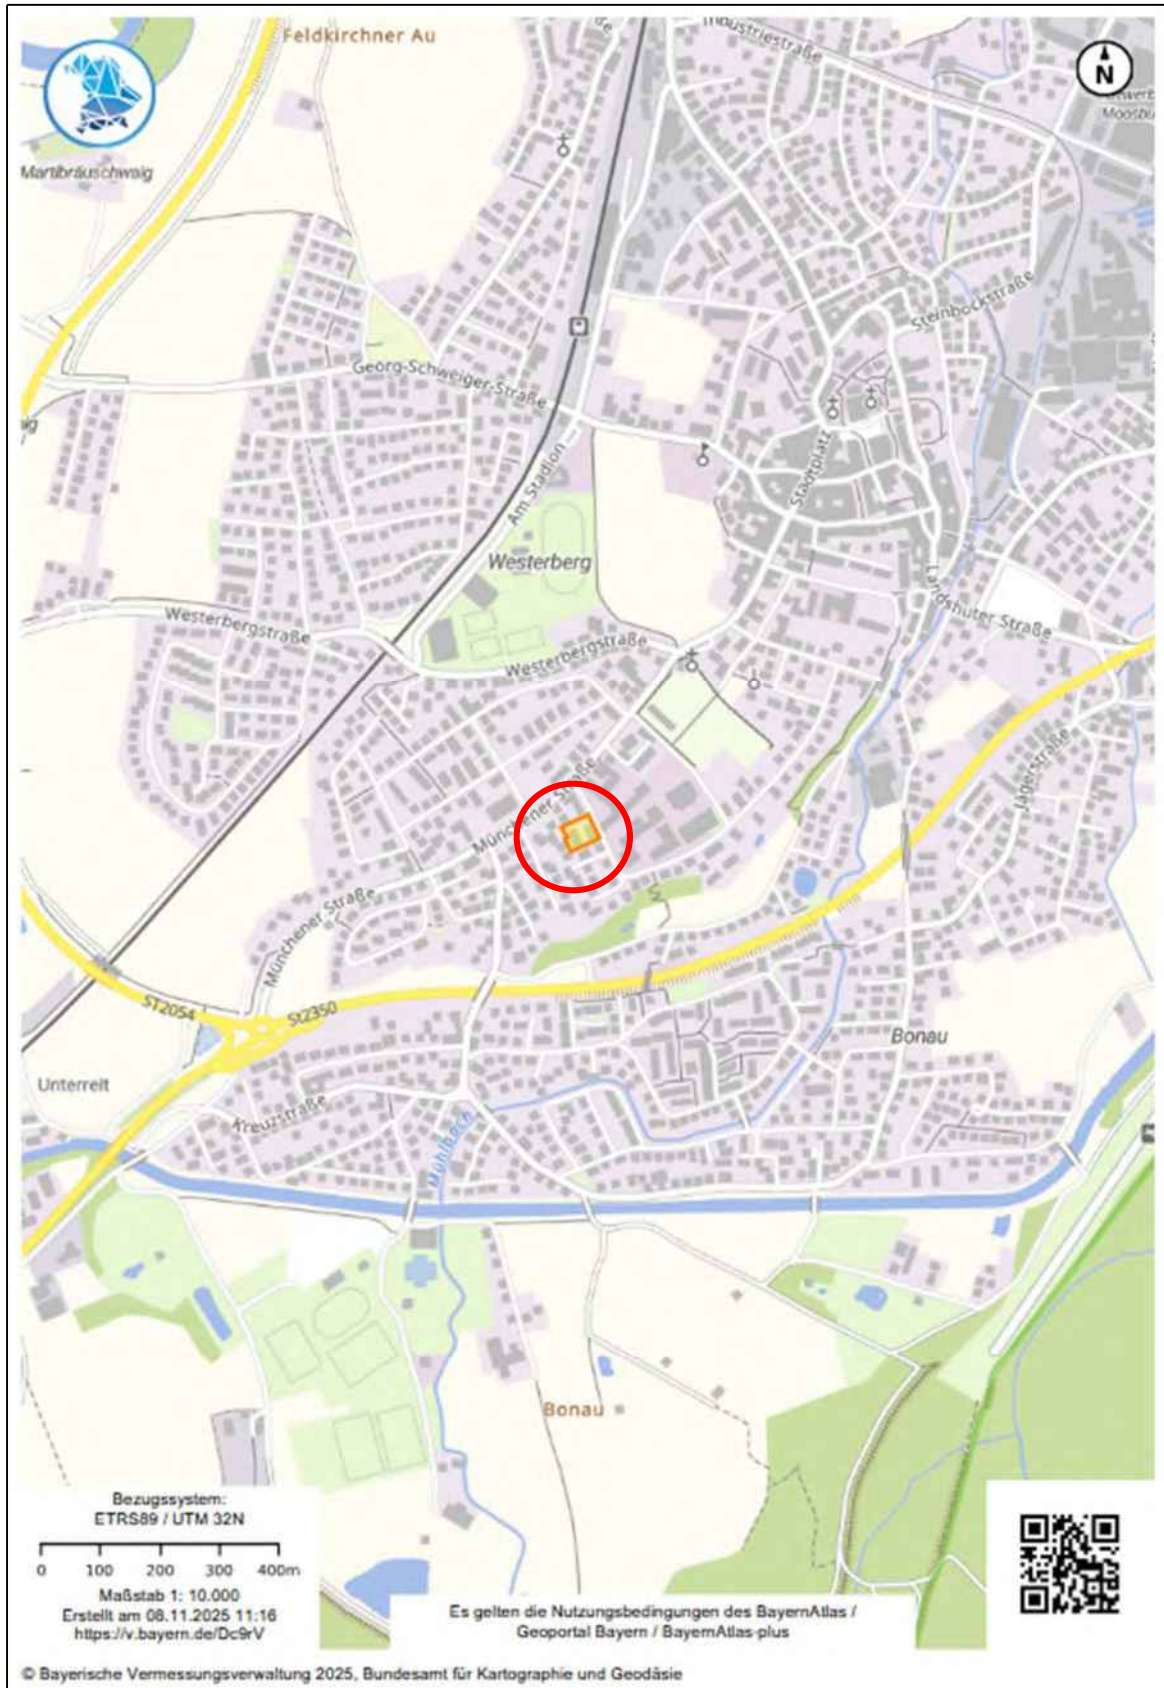 Feldkirchner Au
Industriestraße
N
Martlbräuschwaig
Steinbockstraße
Georg-Schweiger-Straße
Stadtplatz
Am Stadion
Westerberg
Landshuter Straße
Westerbergstraße
Westerbergstraße
Jägerstraße
Münchener Straße
Münchener Straße
ST2054
St2350
Bonau
Unterreit
Kreuzstraße
Mühlbach
Bonau
Bezugssystem:
ETRS89 / UTM 32N
0 100 200 300 400m
Maßstab 1: 10.000
Erstellt am 08.11.2025 11:16
https://v.bayern.de/Dc9rV
Es gelten die Nutzungsbedingungen des BayernAtlas /
Geoportal Bayern / BayernAtlas-plus
© Bayerische Vermessungsverwaltung 2025, Bundesamt für Kartographie und Geodäsie